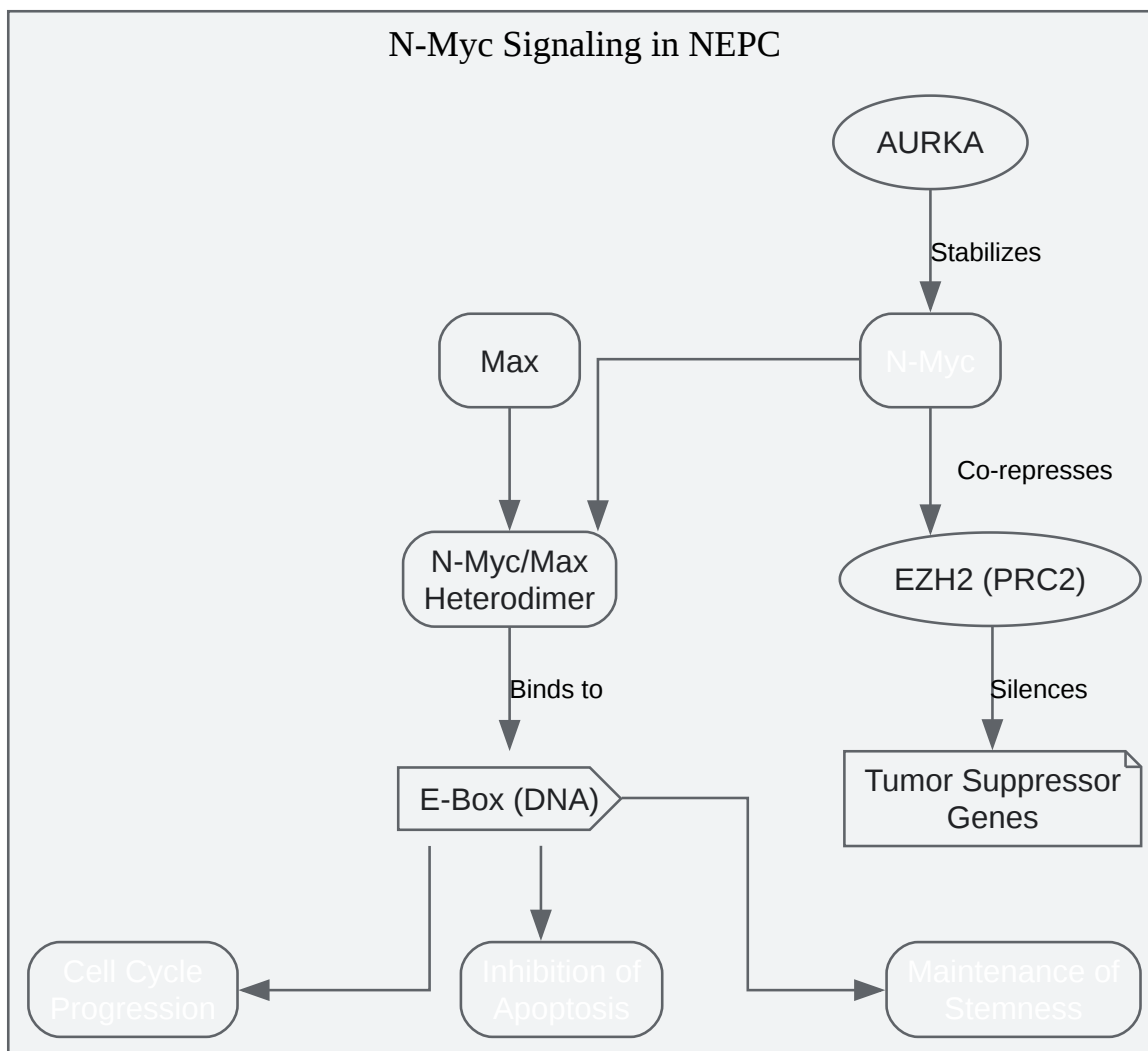 N-Myc Signaling in NEPC
AURKA
Stabilizes
Max
N-Myc
Co-represses
N-Myc/Max
Heterodimer
EZH2 (PRC2)
Binds to
Silences
E-Box (DNA)
Tumor Suppressor
Genes
Cell Cycle
Progression
Inhibition of
Apoptosis
Maintenance of
Stemness